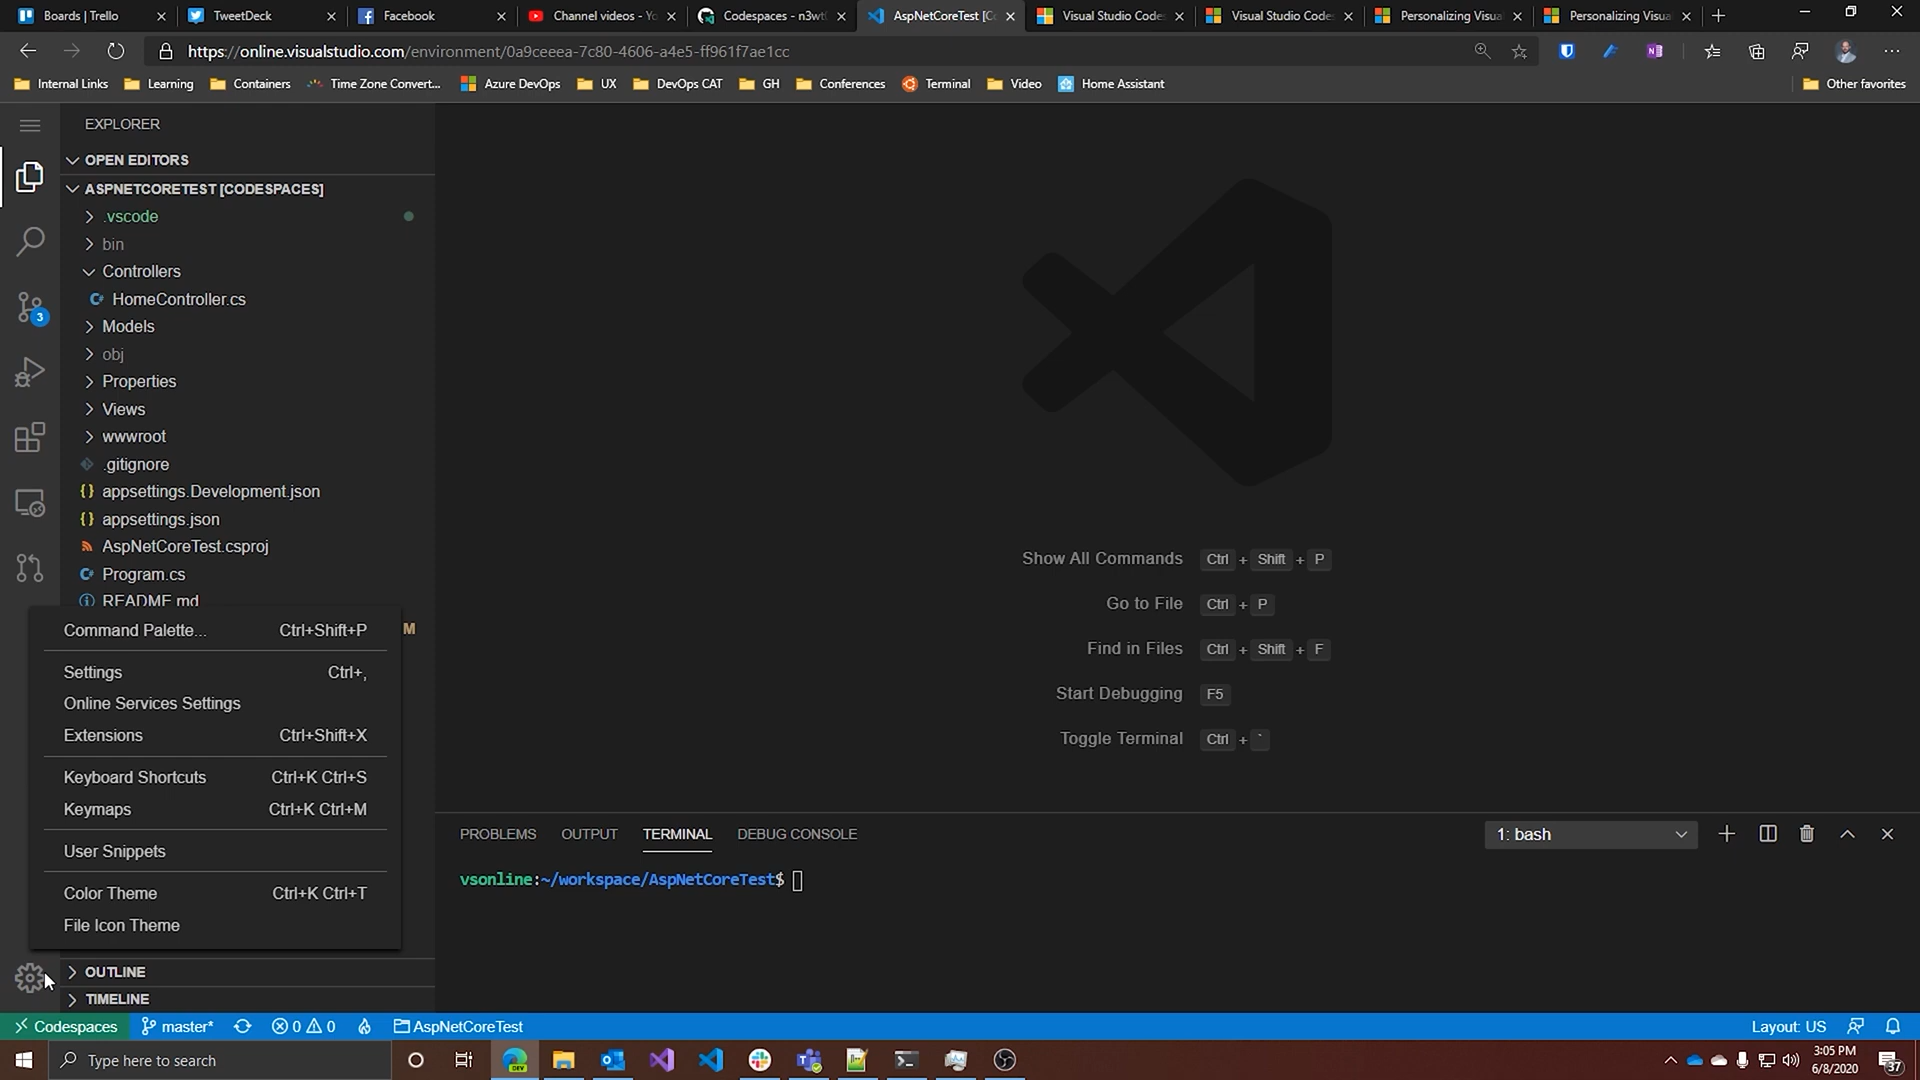 Boards | Trello
TweetDeck
Facebook
Channel videos - Yo
Codespaces - n3wt
AspNetCoreTest [Co
Visual Studio Codes
Visual Studio Codes
Personalizing Visua
Personalizing Visua
https://online.visualstudio.com/environment/0a9ceeea-7c80-4606-a4e5-ff961f7ae1cc
Internal Links
Learning
Containers
Time Zone Convert...
Azure DevOps
UX
DevOps CAT
GH
Conferences
Terminal
Video
Home Assistant
Other favorites
EXPLORER
OPEN EDITORS
ASPNETCORETEST [CODESPACES]
.vscode
bin
Controllers
HomeController.cs
3
Models
obj
Properties
Views
wwwroot
.gitignore
appsettings.Development.json
appsettings.json
AspNetCoreTest.csproj
Program.cs
README.md
M
Command Palette... Ctrl+Shift+P
Settings Ctrl+,
Online Services Settings
Extensions Ctrl+Shift+X
Keyboard Shortcuts Ctrl+K Ctrl+S
Keymaps Ctrl+K Ctrl+M
User Snippets
Color Theme Ctrl+K Ctrl+T
File Icon Theme
OUTLINE
TIMELINE
Show All Commands Ctrl + Shift + P
Go to File Ctrl + P
Find in Files Ctrl + Shift + F
Start Debugging F5
Toggle Terminal Ctrl + `
PROBLEMS OUTPUT TERMINAL DEBUG CONSOLE
1: bash
vsonline:~/workspace/AspNetCoreTest$
Codespaces
master*
0 0
AspNetCoreTest
Layout: US
Type here to search
DEV
3:05 PM
6/8/2020
37